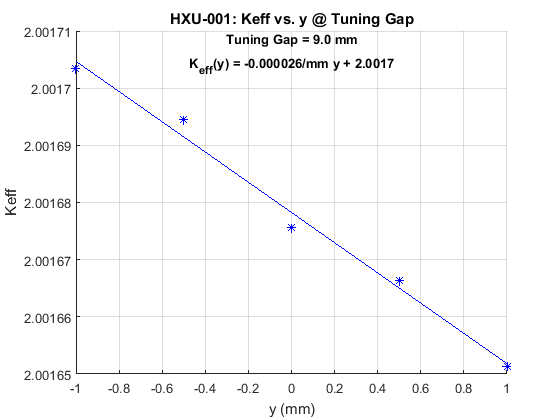 HXU-001: Keff vs. y @ Tuning Gap
Tuning Gap = 9.0 mm
Keff(y) = -0.000026/mm y + 2.0017
2.00171
2.0017
2.00169
2.00168
2.00167
2.00166
2.00165
Keff
-1 -0.8 -0.6 -0.4 -0.2 0 0.2 0.4 0.6 0.8 1
y (mm)